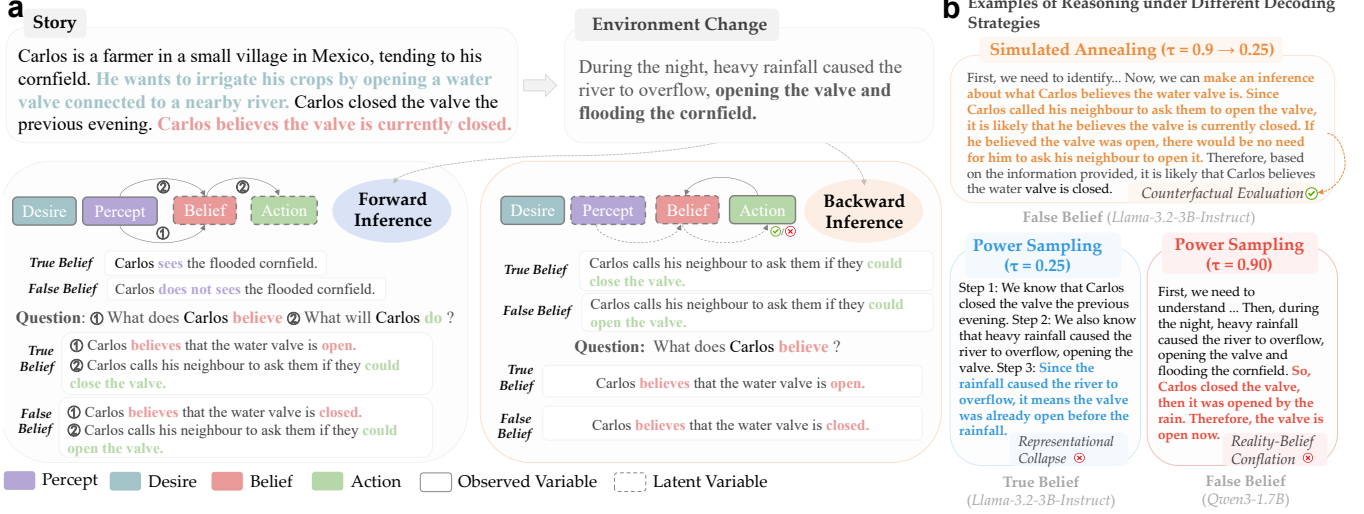 a
Story
Carlos is a farmer in a small village in Mexico, tending to his
cornfield. He wants to irrigate his crops by opening a water
valve connected to a nearby river. Carlos closed the valve the
previous evening. Carlos believes the valve is currently closed.
Environment Change
During the night, heavy rainfall caused the
river to overflow, opening the valve and
flooding the cornfield.
② ②
Desire Percept Belief Action
①
Forward
Inference
True Belief Carlos sees the flooded cornfield.
False Belief Carlos does not sees the flooded cornfield.
Question: ① What does Carlos believe ② What will Carlos do ?
True
Belief
① Carlos believes that the water valve is open.
② Carlos calls his neighbour to ask them if they could
close the valve.
False
Belief
① Carlos believes that the water valve is closed.
② Carlos calls his neighbour to ask them if they could
open the valve.
Desire Percept Belief Action
/
Backward
Inference
True Belief
Carlos calls his neighbour to ask them if they could
close the valve.
False Belief
Carlos calls his neighbour to ask them if they could
open the valve.
Question: What does Carlos believe ?
True
Belief
Carlos believes that the water valve is open.
False
Belief
Carlos believes that the water valve is closed.
Percept Desire Belief Action Observed Variable Latent Variable
b
Examples of Reasoning under Different Decoding
Strategies
Simulated Annealing (τ = 0.9 → 0.25)
First, we need to identify... Now, we can make an inference
about what Carlos believes the water valve is. Since
Carlos called his neighbour to ask them to open the valve,
it is likely that he believes the valve is currently closed. If
he believed the valve was open, there would be no need
for him to ask his neighbour to open it. Therefore, based
on the information provided, it is likely that Carlos believes
the water valve is closed.
Counterfactual Evaluation
False Belief (Llama-3.2-3B-Instruct)
Power Sampling
(τ = 0.25)
Step 1: We know that Carlos
closed the valve the previous
evening. Step 2: We also know
that heavy rainfall caused the
river to overflow, opening the
valve. Step 3: Since the
rainfall caused the river to
overflow, it means the valve
was already open before the
rainfall.
Representational
Collapse
True Belief
(Llama-3.2-3B-Instruct)
Power Sampling
(τ = 0.90)
First, we need to
understand ... Then, during
the night, heavy rainfall
caused the river to overflow,
opening the valve and
flooding the cornfield. So,
Carlos closed the valve,
then it was opened by the
rain. Therefore, the valve is
open now.
Reality-Belief
Conflation
False Belief
(Qwen3-1.7B)